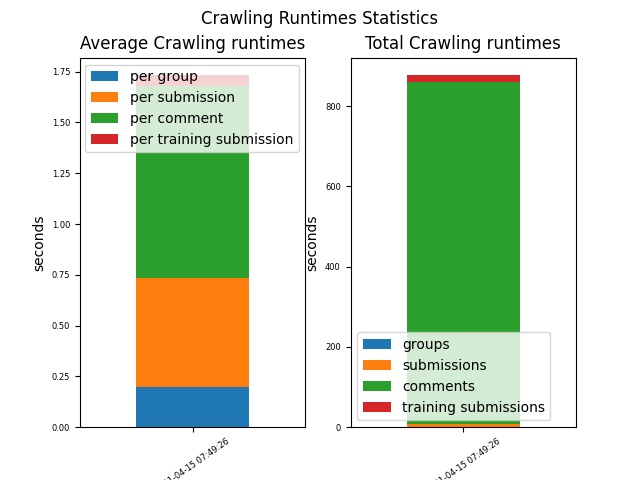 Crawling Runtimes Statistics
Average Crawling runtimes
1.75
1.50
1.25
1.00
0.75
0.50
0.25
0.00
seconds
per group
per submission
per comment
per training submission
1-04-15 07:49:26
Total Crawling runtimes
800
600
400
200
0
seconds
groups
submissions
comments
training submissions
1-04-15 07:49:26